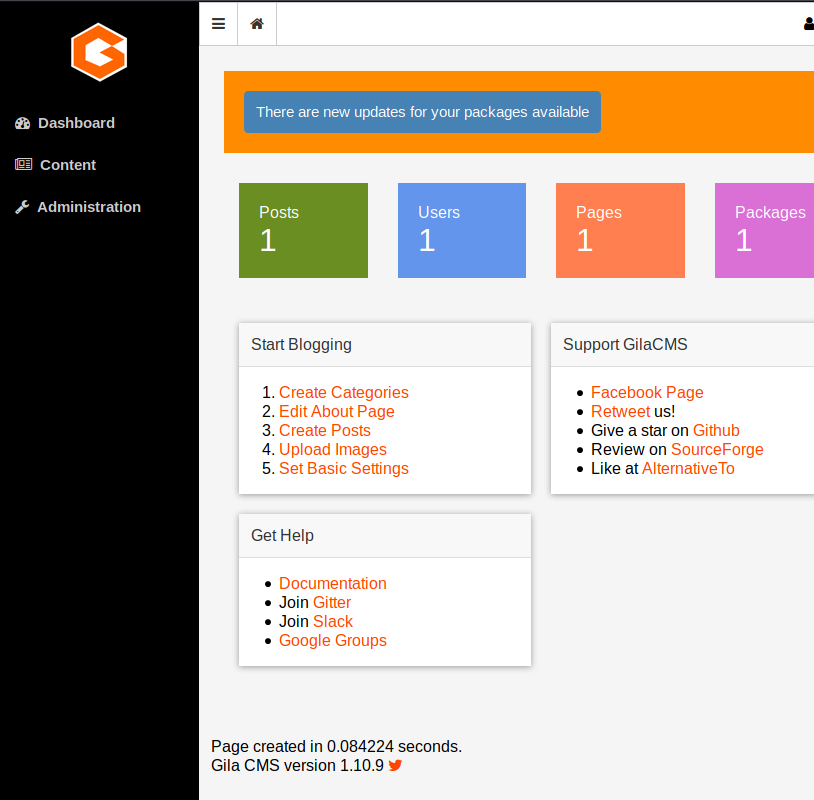 Dashboard
Content
Administration
There are new updates for your packages available
Posts
1
Users
1
Pages
1
Packages
1
Start Blogging
1. Create Categories
2. Edit About Page
3. Create Posts
4. Upload Images
5. Set Basic Settings
Support GilaCMS
• Facebook Page
• Retweet us!
• Give a star on Github
• Review on SourceForge
• Like at AlternativeTo
Get Help
• Documentation
• Join Gitter
• Join Slack
• Google Groups
Page created in 0.084224 seconds.
Gila CMS version 1.10.9